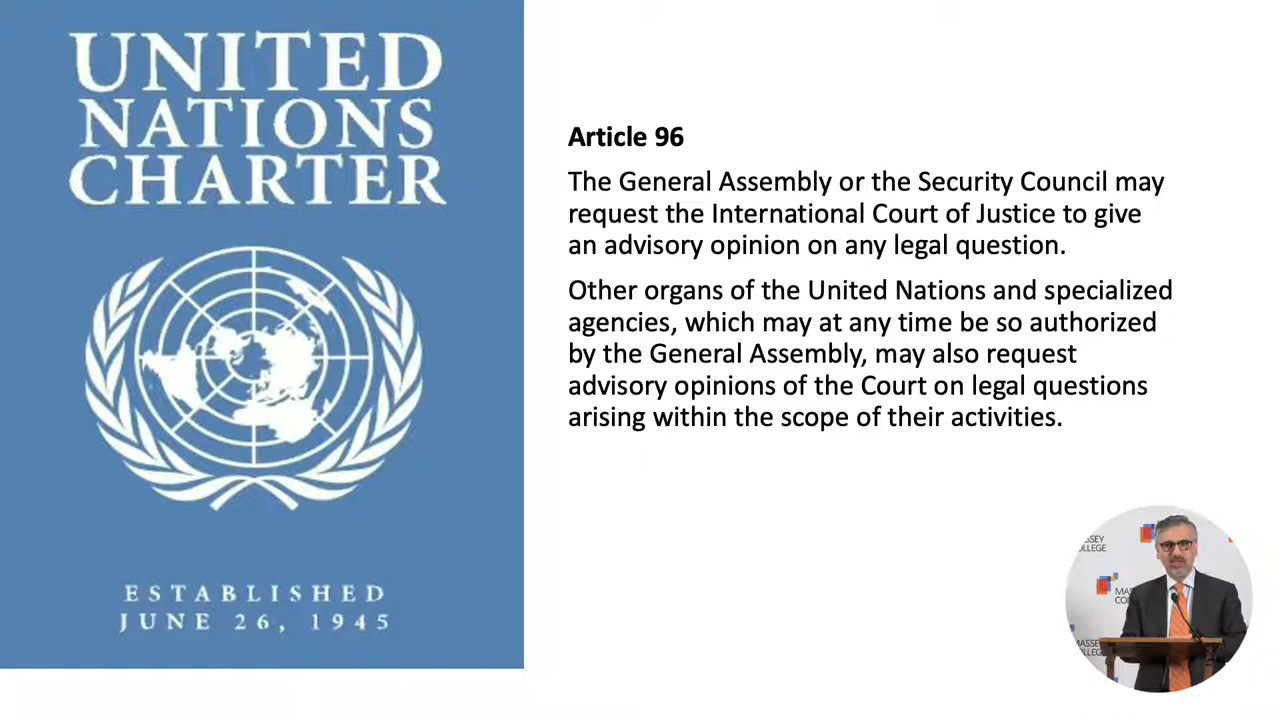 UNITED
NATIONS
CHARTER
ESTABLISHED
JUNE 26, 1945
Article 96
The General Assembly or the Security Council may
request the International Court of Justice to give
an advisory opinion on any legal question.
Other organs of the United Nations and specialized
agencies, which may at any time be so authorized
by the General Assembly, may also request
advisory opinions of the Court on legal questions
arising within the scope of their activities.
MASSEY
COLLEGE